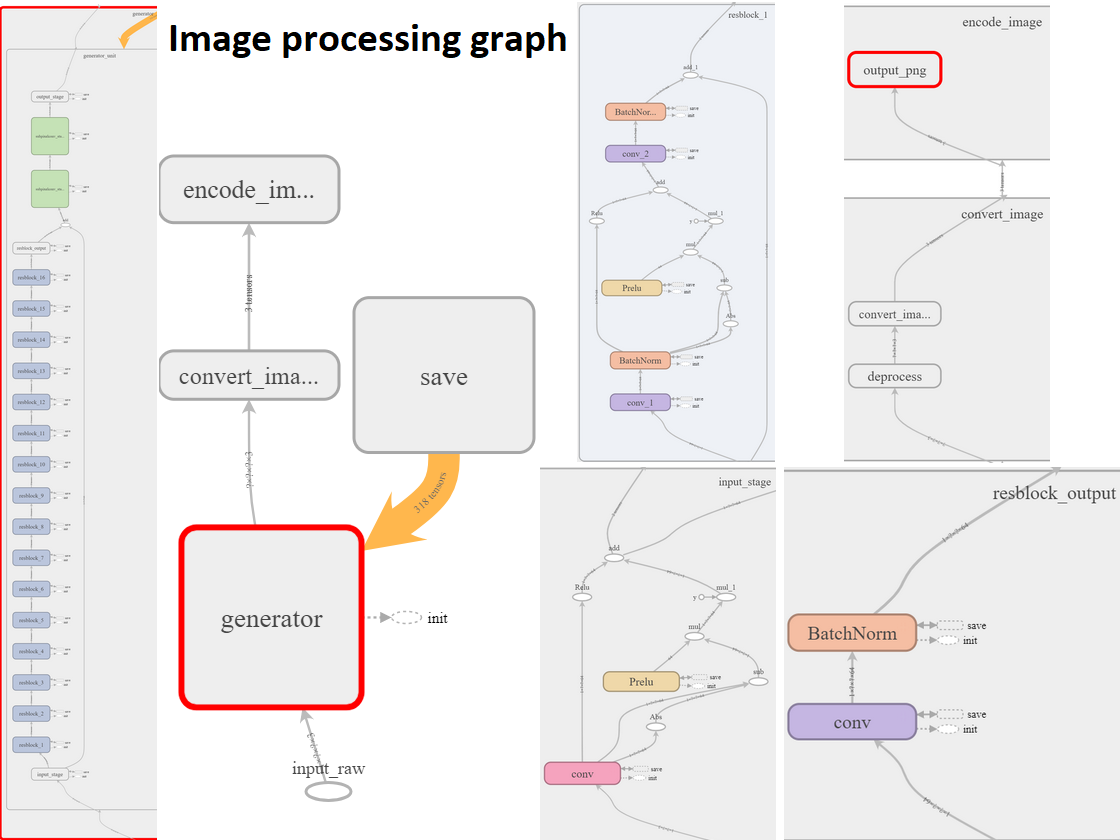 Image processing graph
generator_unit
output_stage
resblock_output
resblock_16
resblock_15
resblock_14
resblock_13
resblock_12
resblock_11
resblock_10
resblock_9
resblock_8
resblock_7
resblock_6
resblock_5
resblock_4
resblock_3
resblock_2
resblock_1
input_stage
encode_im...
3 tensors
convert_ima...
save
318 tensors
generator
init
input_raw
resblock_1
add_1
BatchNor...
save
init
conv_2
save
init
add
Relu
y
mul_1
mul
Prelu
save
init
sub
Abs
BatchNorm
save
init
conv_1
save
init
encode_image
output_png
3 tensors
convert_image
convert_ima...
deprocess
input_stage
add
Relu
y
mul_1
mul
Prelu
save
init
sub
Abs
conv
save
init
resblock_output
BatchNorm
save
init
conv
save
init